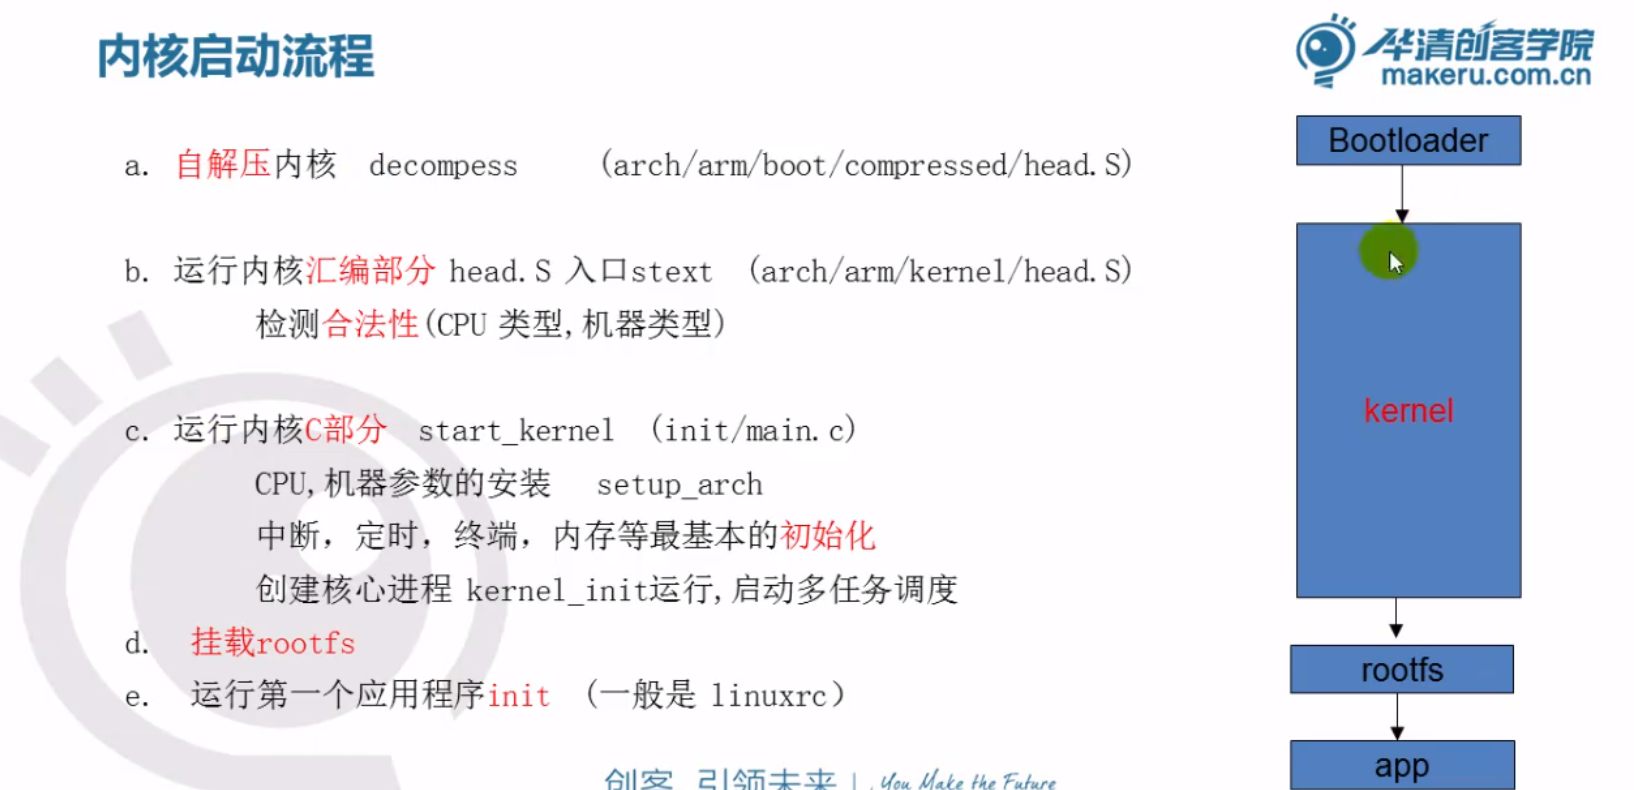 内核启动流程
华清创客学院
makeru.com.cn
a. 自解压内核 decompess (arch/arm/boot/compressed/head.S)
b. 运行内核汇编部分 head.S 入口stext (arch/arm/kernel/head.S)
检测合法性(CPU 类型,机器类型)
c. 运行内核C部分 start_kernel (init/main.c)
CPU,机器参数的安装 setup_arch
中断，定时，终端，内存等最基本的初始化
创建核心进程 kernel_init运行,启动多任务调度
d. 挂载rootfs
e. 运行第一个应用程序init （一般是 linuxrc）
Bootloader
kernel
rootfs
app
创客 引领未来 | You Make the Future